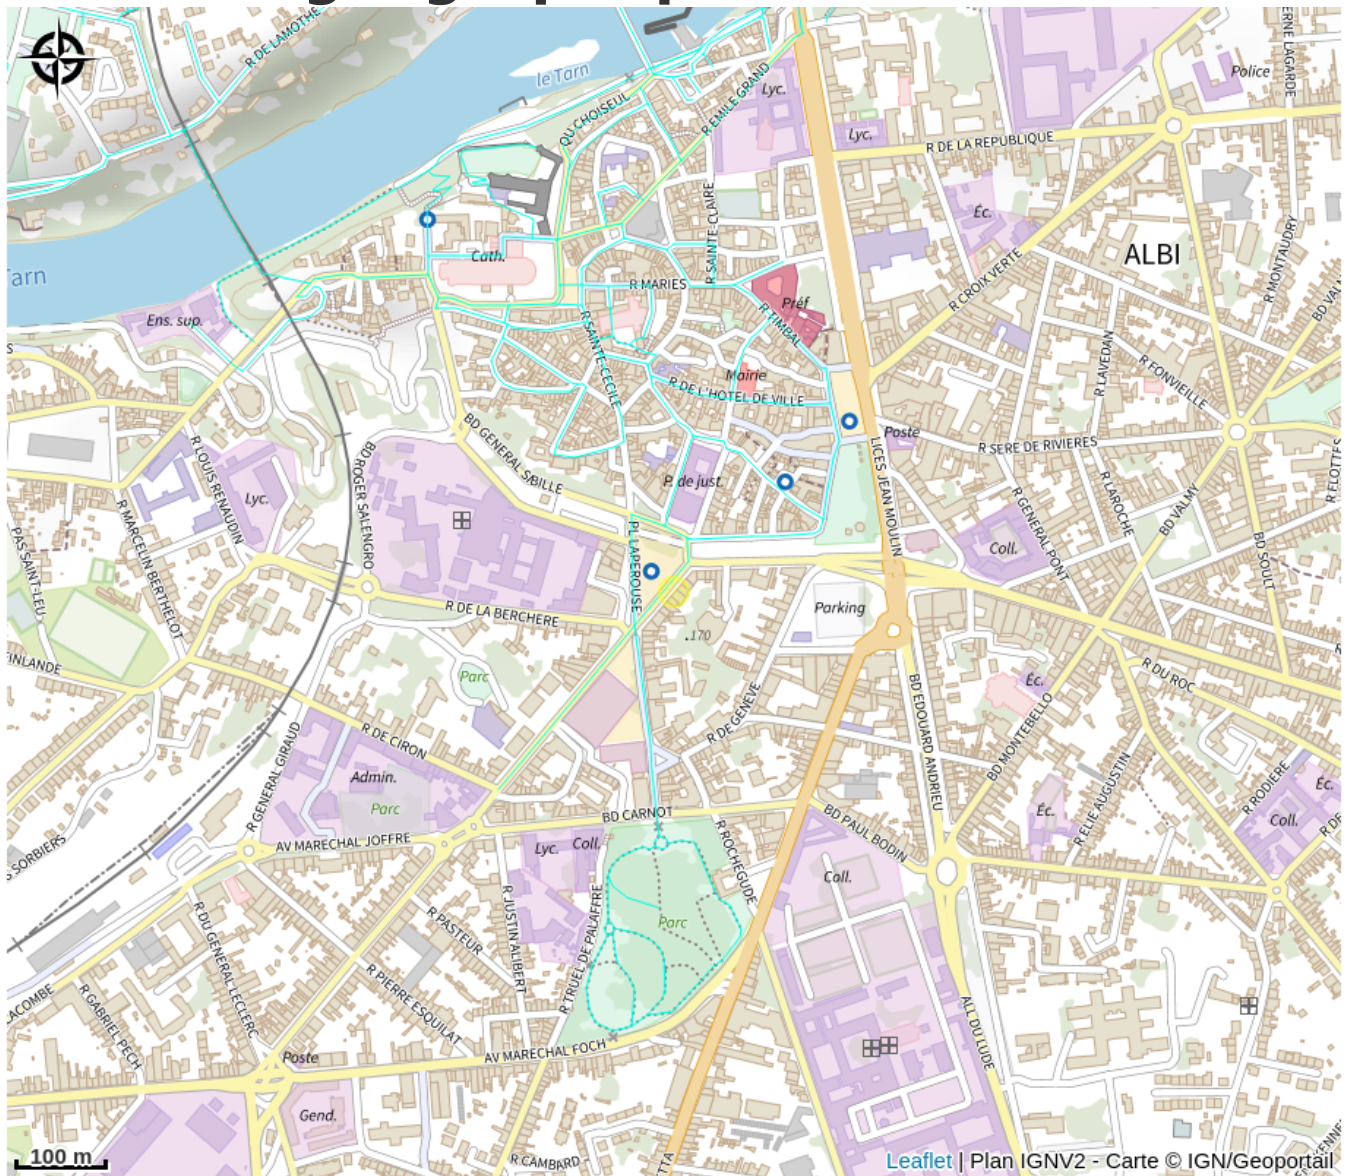 R DE LAMOTHE
le Tarn
QU CHOISEUL
R EMILE GRAND
Lyc.
Lyc.
Police
R DE LA REPUBLIQUE
R SAINTE-CLAIRE
Éc.
ALBI
R MONTAUDRY
Tarn
Cath.
R MARIES
Préf.
R TIMBAL
R CROIX VERTE
Ens. sup.
R SAINTE-CECILE
Mairie
R DE L'HOTEL DE VILLE
R LAVEDAN
R FONVIEILLE
Poste
R SERE DE RIVIERES
BD GENERAL SIBILLE
R LOUIS RENAUDIN
Lyc.
BD ROGER SALENGRO
P. de just.
LICES JEAN MOULIN
R LAROCHE
BD VALMY
R GENERAL PONT
R MARCELIN BERTHELOT
PAS SAINT-LEU
PL LAPEROUSE
Coll.
BD SOULT
R DE LA BERCHERE
Parking
.170
INLANDE
Parc
R DU ROC
Éc.
R DE GENEVE
BD EDOUARD ANDRIEU
BD MONTEBELLO
R DE CIRON
R GENERAL GIRAUD
Admin.
Parc
R ELIE AUGUSTIN
R RODIERE
Éc.
Éc.
Coll.
BD CARNOT
BD PAUL BODIN
AV MARECHAL JOFFRE
Lyc.
Coll.
R ROCHEGUDE
Coll.
SORBIERS
R JUSTIN ALIBERT
R TRUEL DE PALAFFRE
Parc
R PASTEUR
R DU GENERAL LECLERC
R PIERRE ESQUILAT
LACOMBE
R GABRIEL PECH
ALL DU LUDE
Poste
AV MARECHAL FOCH
Gend.
R CAMBARD
100 m
Leaflet | Plan IGNV2 - Carte © IGN/Geoportail